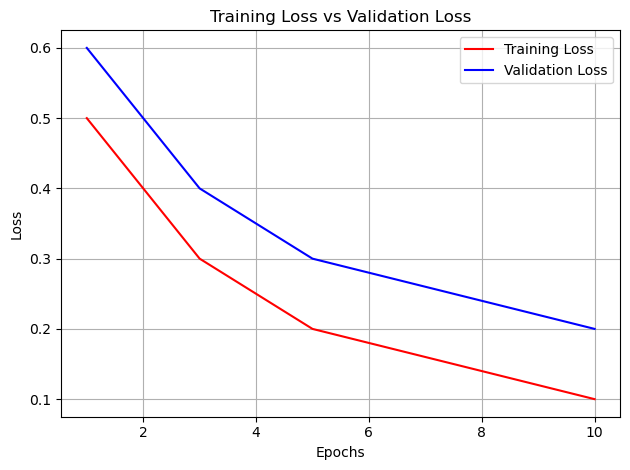 Training Loss vs Validation Loss
Training Loss
Validation Loss
0.6
0.5
0.4
0.3
0.2
0.1
Loss
2 4 6 8 10
Epochs